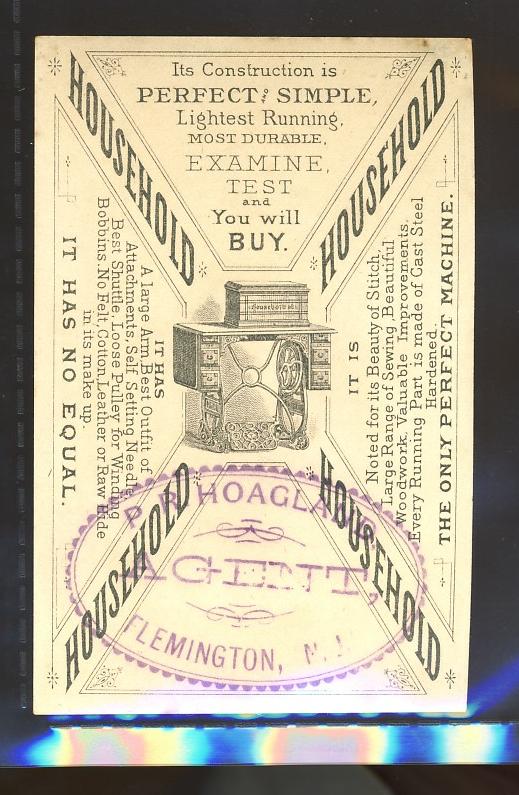 Its Construction is
PERFECT & SIMPLE,
Lightest Running,
MOST DURABLE,
EXAMINE,
TEST
and
You will
BUY.
HOUSEHOLD
HOUSEHOLD
IT HAS
A large Arm, Best Outfit of
Attachments, Self Setting Needle,
Best Shuttle, Loose Pulley for Winding
Bobbins. No Felt, Cotton, Leather or Raw Hide
in its make up.
IT HAS NO EQUAL.
Household
IT IS
Noted for its Beauty of Stitch,
Large Range of Sewing Beautiful
Woodwork. Valuable Improvements.
Every Running Part is made of Cast Steel
Hardened.
THE ONLY PERFECT MACHINE.
HOUSEHOLD
HOUSEHOLD
HOAGLAND
AGENT,
FLEMINGTON, N. J.